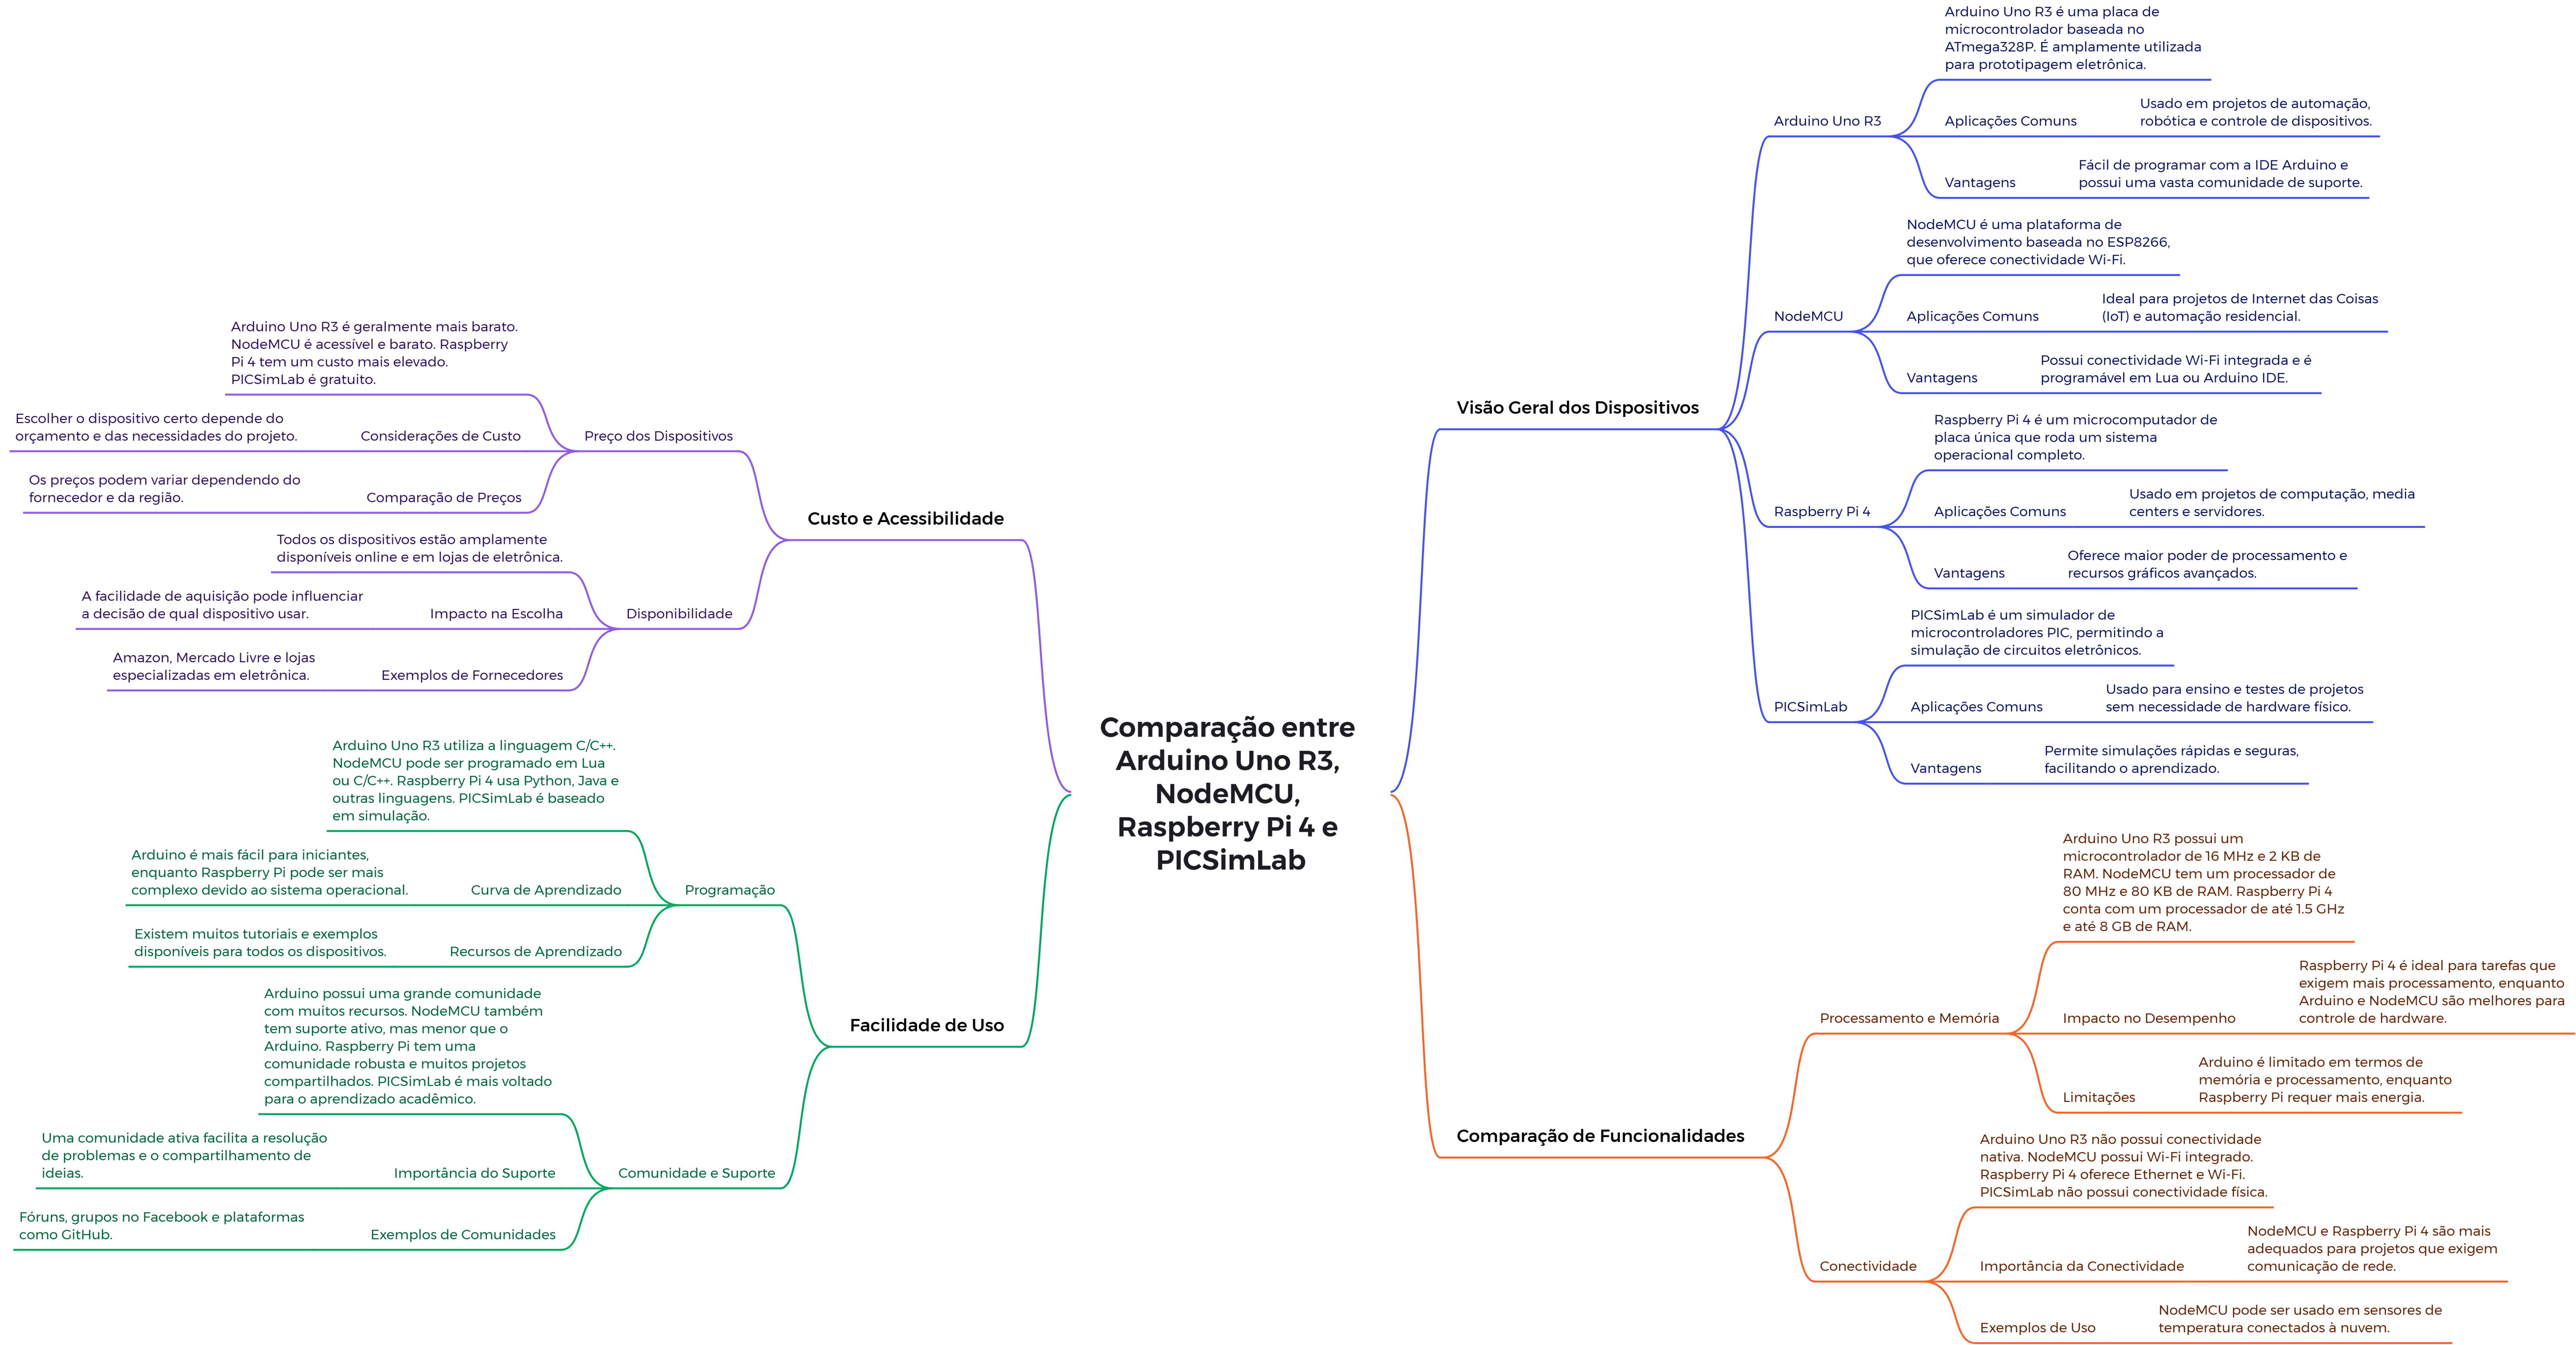 Comparação entre
Arduino Uno R3,
NodeMCU,
Raspberry Pi 4 e
PICSimLab
Visão Geral dos Dispositivos
Arduino Uno R3
Arduino Uno R3 é uma placa de
microcontrolador baseada no
ATmega328P. É amplamente utilizada
para prototipagem eletrônica.
Aplicações Comuns
Usado em projetos de automação,
robótica e controle de dispositivos.
Vantagens
Fácil de programar com a IDE Arduino e
possui uma vasta comunidade de suporte.
NodeMCU
NodeMCU é uma plataforma de
desenvolvimento baseada no ESP8266,
que oferece conectividade Wi-Fi.
Aplicações Comuns
Ideal para projetos de Internet das Coisas
(IoT) e automação residencial.
Vantagens
Possui conectividade Wi-Fi integrada e é
programável em Lua ou Arduino IDE.
Raspberry Pi 4
Raspberry Pi 4 é um microcomputador de
placa única que roda um sistema
operacional completo.
Aplicações Comuns
Usado em projetos de computação, media
centers e servidores.
Vantagens
Oferece maior poder de processamento e
recursos gráficos avançados.
PICSimLab
PICSimLab é um simulador de
microcontroladores PIC, permitindo a
simulação de circuitos eletrônicos.
Aplicações Comuns
Usado para ensino e testes de projetos
sem necessidade de hardware físico.
Vantagens
Permite simulações rápidas e seguras,
facilitando o aprendizado.
Comparação de Funcionalidades
Processamento e Memória
Arduino Uno R3 possui um
microcontrolador de 16 MHz e 2 KB de
RAM. NodeMCU tem um processador de
80 MHz e 80 KB de RAM. Raspberry Pi 4
conta com um processador de até 1.5 GHz
e até 8 GB de RAM.
Impacto no Desempenho
Raspberry Pi 4 é ideal para tarefas que
exigem mais processamento, enquanto
Arduino e NodeMCU são melhores para
controle de hardware.
Limitações
Arduino é limitado em termos de
memória e processamento, enquanto
Raspberry Pi requer mais energia.
Conectividade
Arduino Uno R3 não possui conectividade
nativa. NodeMCU possui Wi-Fi integrado.
Raspberry Pi 4 oferece Ethernet e Wi-Fi.
PICSimLab não possui conectividade física.
Importância da Conectividade
NodeMCU e Raspberry Pi 4 são mais
adequados para projetos que exigem
comunicação de rede.
Exemplos de Uso
NodeMCU pode ser usado em sensores de
temperatura conectados à nuvem.
Custo e Acessibilidade
Preço dos Dispositivos
Arduino Uno R3 é geralmente mais barato.
NodeMCU é acessível e barato. Raspberry
Pi 4 tem um custo mais elevado.
PICSimLab é gratuito.
Considerações de Custo
Escolher o dispositivo certo depende do
orçamento e das necessidades do projeto.
Comparação de Preços
Os preços podem variar dependendo do
fornecedor e da região.
Disponibilidade
Todos os dispositivos estão amplamente
disponíveis online e em lojas de eletrônica.
Impacto na Escolha
A facilidade de aquisição pode influenciar
a decisão de qual dispositivo usar.
Exemplos de Fornecedores
Amazon, Mercado Livre e lojas
especializadas em eletrônica.
Facilidade de Uso
Programação
Arduino Uno R3 utiliza a linguagem C/C++.
NodeMCU pode ser programado em Lua
ou C/C++. Raspberry Pi 4 usa Python, Java e
outras linguagens. PICSimLab é baseado
em simulação.
Curva de Aprendizado
Arduino é mais fácil para iniciantes,
enquanto Raspberry Pi pode ser mais
complexo devido ao sistema operacional.
Recursos de Aprendizado
Existem muitos tutoriais e exemplos
disponíveis para todos os dispositivos.
Comunidade e Suporte
Arduino possui uma grande comunidade
com muitos recursos. NodeMCU também
tem suporte ativo, mas menor que o
Arduino. Raspberry Pi tem uma
comunidade robusta e muitos projetos
compartilhados. PICSimLab é mais voltado
para o aprendizado acadêmico.
Importância do Suporte
Uma comunidade ativa facilita a resolução
de problemas e o compartilhamento de
ideias.
Exemplos de Comunidades
Fóruns, grupos no Facebook e plataformas
como GitHub.